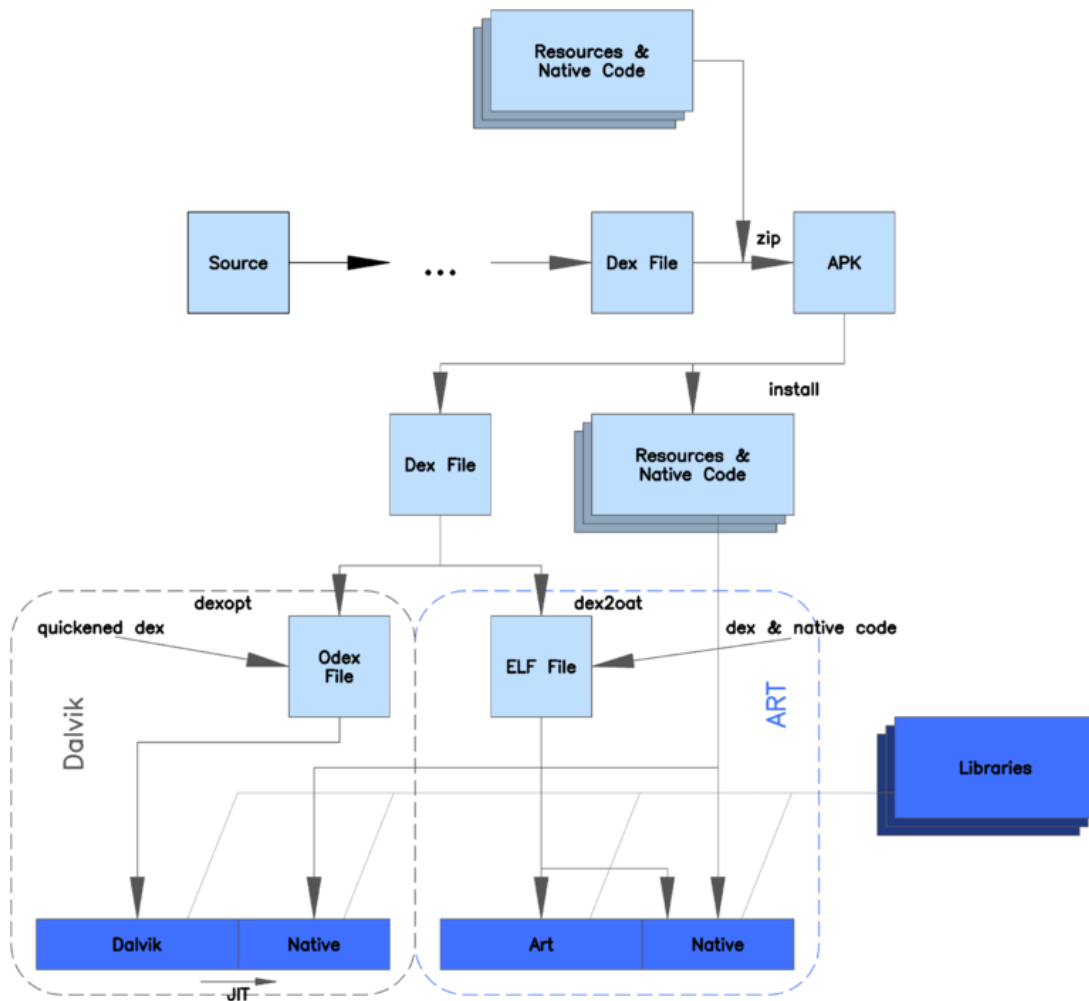 Resources &
Native Code
Source
...
Dex File
zip
APK
install
Dex File
Resources &
Native Code
dexopt
dex2oat
quickened dex
dex & native code
Odex
File
ELF File
Dalvik
ART
Libraries
Dalvik
Native
Art
Native
JIT